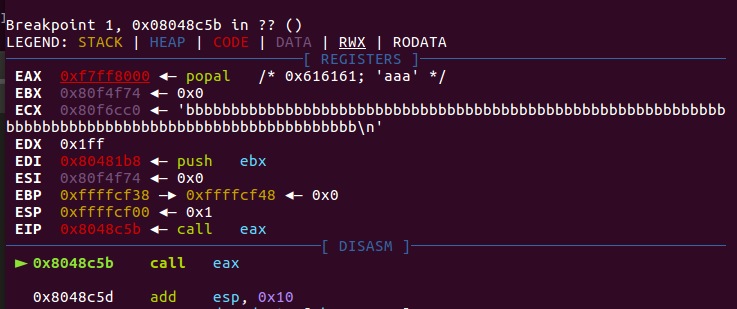 Breakpoint 1, 0x08048c5b in ?? ()
LEGEND: STACK | HEAP | CODE | DATA | RWX | RODATA
[ REGISTERS ]
EAX 0xf7ff8000 ◂— popal /* 0x616161; 'aaa' */
EBX 0x80f4f74 ◂— 0x0
ECX 0x80f6cc0 ◂— 'bbbbbbbbbbbbbbbbbbbbbbbbbbbbbbbbbbbbbbbbbbbbbbbbbbbbbbbbbbbbb
bbbbbbbbbbbbbbbbbbbbbbbbbbbbbbbbbbbbbbb\n'
EDX 0x1ff
EDI 0x80481b8 ◂— push ebx
ESI 0x80f4f74 ◂— 0x0
EBP 0xffffcf38 —▸ 0xffffcf48 ◂— 0x0
ESP 0xffffcf00 ◂— 0x1
EIP 0x8048c5b ◂— call eax
[ DISASM ]
► 0x8048c5b call eax
0x8048c5d add esp, 0x10